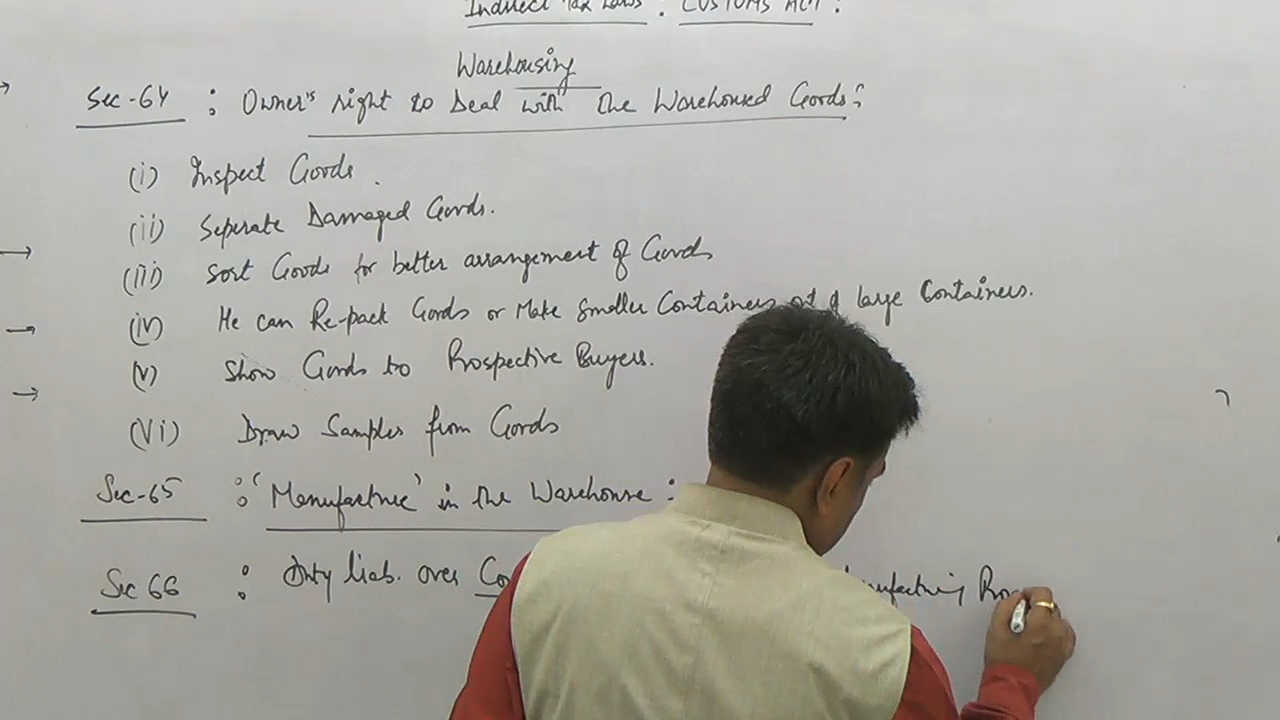 Indirect Tax Laws : CUSTOMS ACT :
Warehousing
Sec-64 : Owner's right to Deal with the Warehoused Goods :
(i) Inspect Goods.
(ii) Seperate Damaged Goods.
(iii) Sort Goods for better arrangement of Goods
(iv) He can Re-pack Goods or Make Smaller Containers out of large Containers.
(v) Show Goods to Prospective Buyers.
(vi) Draw Samples from Goods
Sec-65 : 'Manufacture' in the Warehouse :
Sec 66 : Duty liab. over